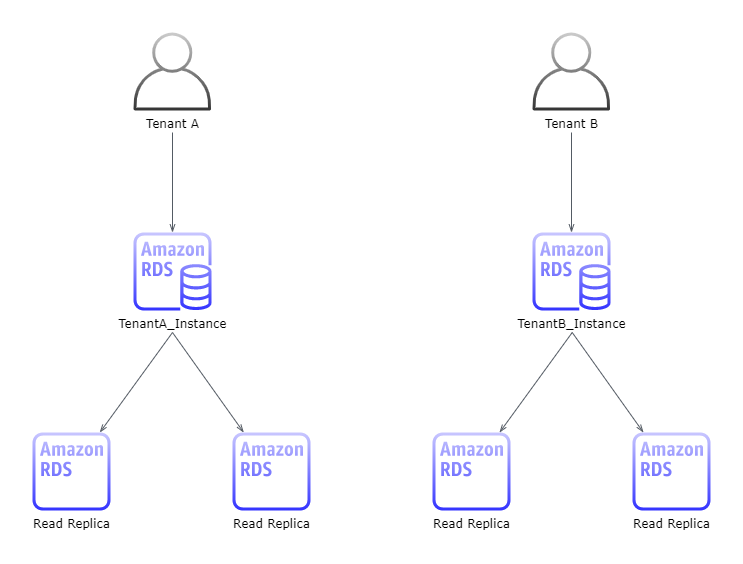 Tenant A
Tenant B
Amazon
RDS
Amazon
RDS
TenantA_Instance
TenantB_Instance
Amazon
RDS
Amazon
RDS
Amazon
RDS
Amazon
RDS
Read Replica
Read Replica
Read Replica
Read Replica